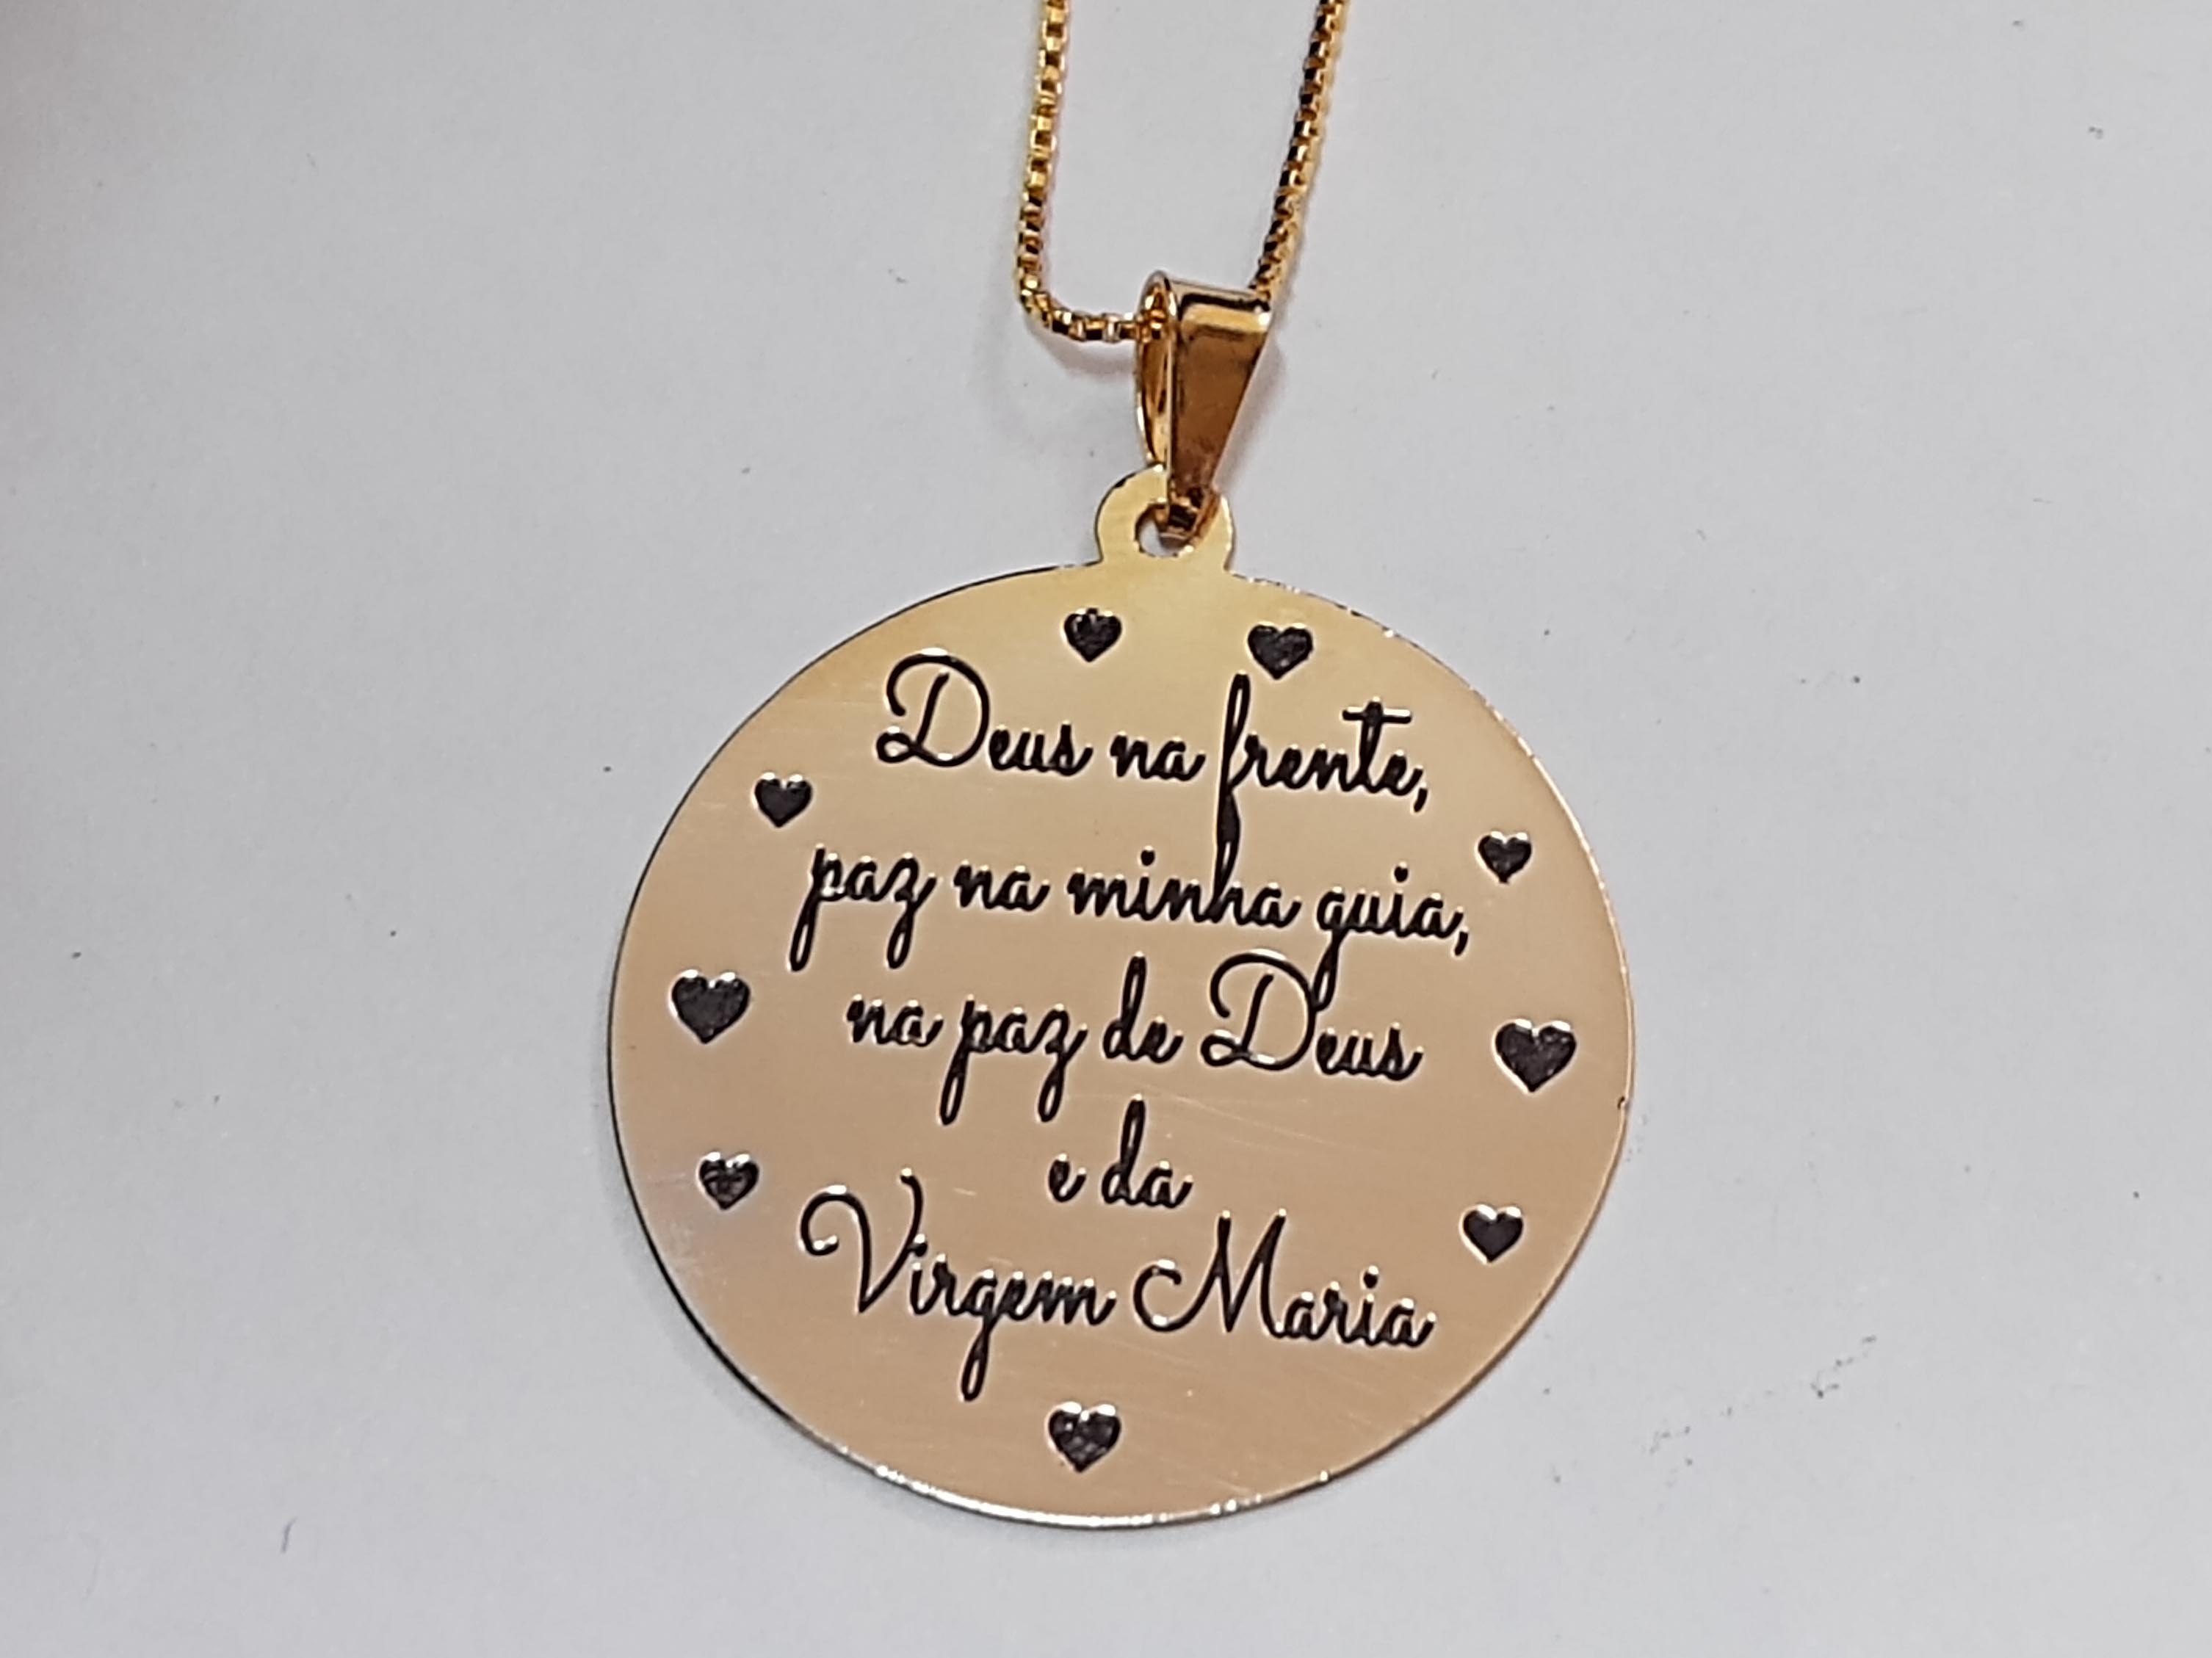 Deus na frente,
paz na minha guia,
na paz de Deus
e da
Virgem Maria